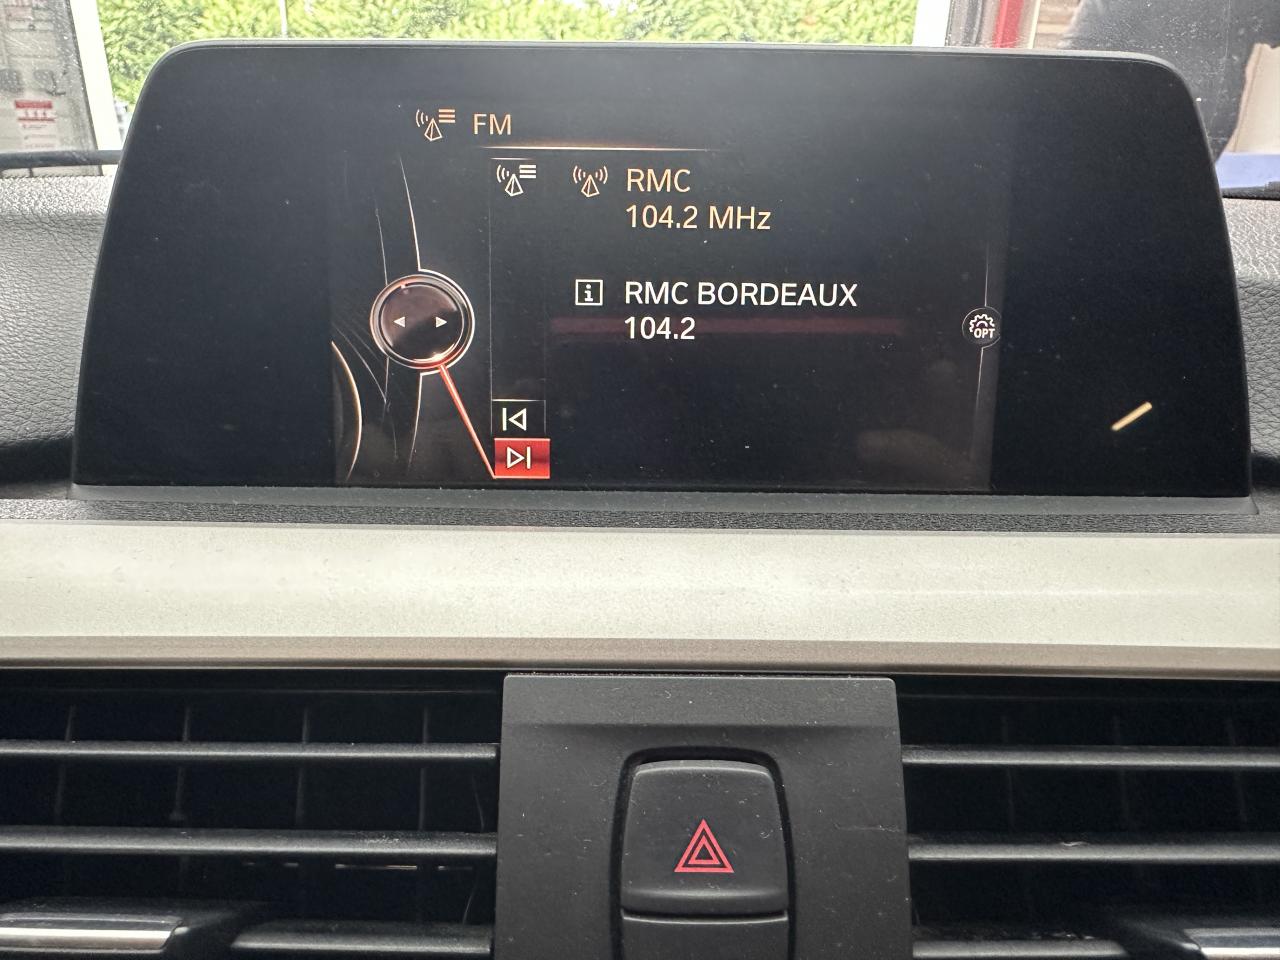 FM
RMC
104.2 MHz
RMC BORDEAUX
104.2
OPT